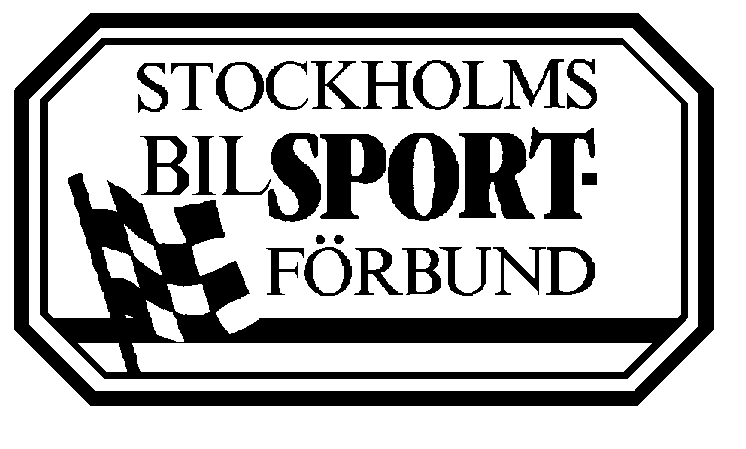 STOCKHOLMS
BILSPORT-
FÖRBUND